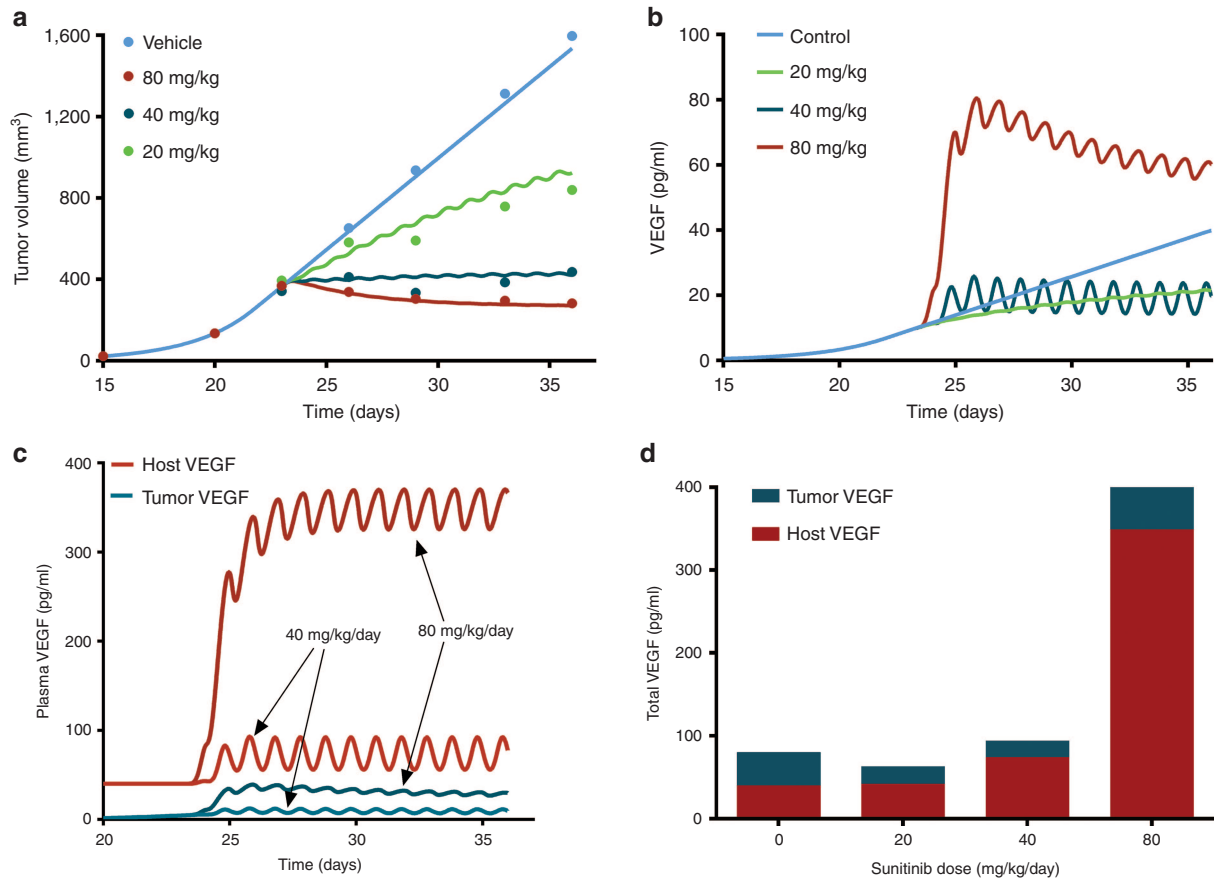 a
1,600
1,200
800
400
0
Tumor volume (mm³)
Vehicle
80 mg/kg
40 mg/kg
20 mg/kg
15 20 25 30 35
Time (days)
b
100
80
60
40
20
0
VEGF (pg/ml)
Control
20 mg/kg
40 mg/kg
80 mg/kg
15 20 25 30 35
Time (days)
c
400
300
200
100
0
Plasma VEGF (pg/ml)
Host VEGF
Tumor VEGF
40 mg/kg/day
80 mg/kg/day
20 25 30 35
Time (days)
d
400
300
200
100
0
Total VEGF (pg/ml)
Tumor VEGF
Host VEGF
0 20 40 80
Sunitinib dose (mg/kg/day)